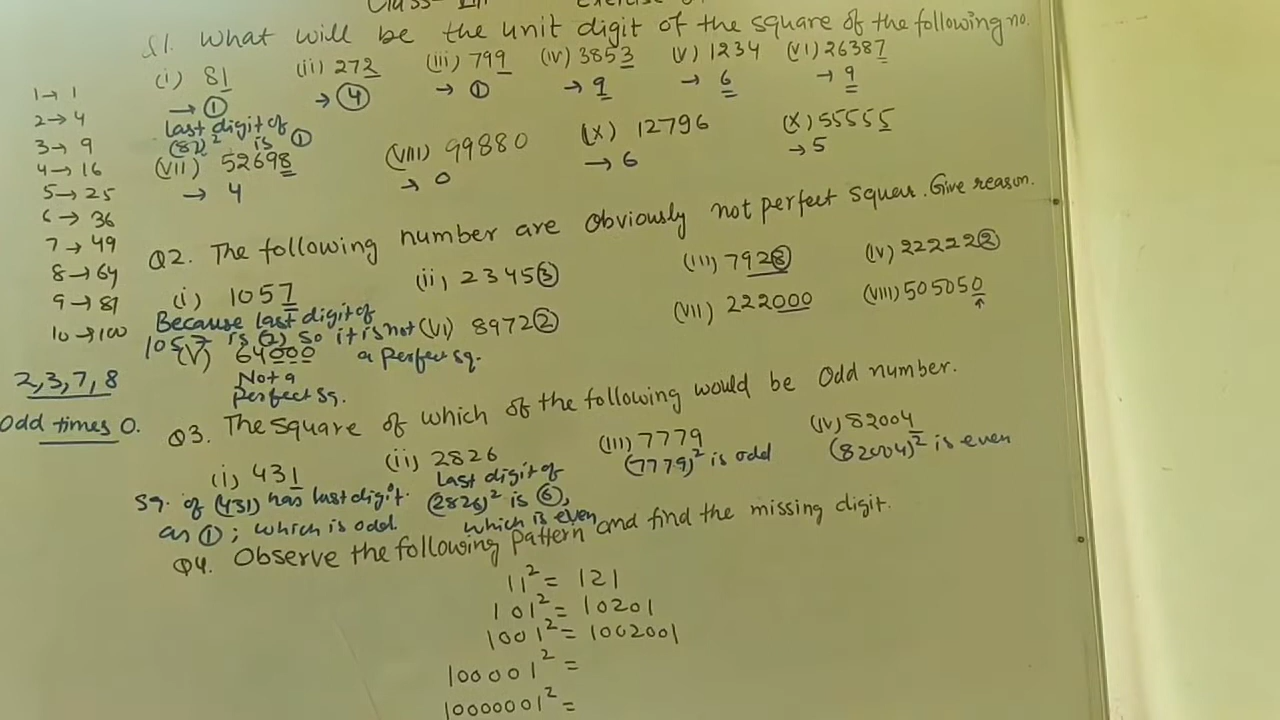 Q1. What will be the unit digit of the square of the following no.
(i) 81 (ii) 272 (iii) 799 (iv) 3853 (v) 1234 (vi) 26387
→ 1 → 4 → 1 → 9 → 6 → 9
last digit of
(81)² is 1
(vii) 52698 (viii) 99880 (x) 12796 (x) 55555
→ 4 → 0 → 6 → 5
1→ 1
2→ 4
3→ 9
4→ 16
5→ 25
6→ 36
7→ 49
8→ 64
9→ 81
10→100
2,3,7,8
Odd times 0.
Q2. The following number are obviously not perfect squear. Give reason.
(i) 1057 (ii) 23453 (iii) 7928 (iv) 222222
Because last digit of
1057 is (7) so it is not
a perfect sq.
(v) 64000 (vi) 89722 (vii) 222000 (viii) 505050
Not a
perfect sq.
Q3. The square of which of the following would be Odd number.
(i) 431 (ii) 2826 (iii) 7779 (iv) 82004
Sq. of (431) has last digit
as 1; which is odd.
last digit of
(2826)² is 6,
which is even
(7779)² is odd
(82004)² is even
Q4. Observe the following pattern and find the missing digit.
11² = 121
101² = 10201
1001² = 1002001
100001² =
10000001² =